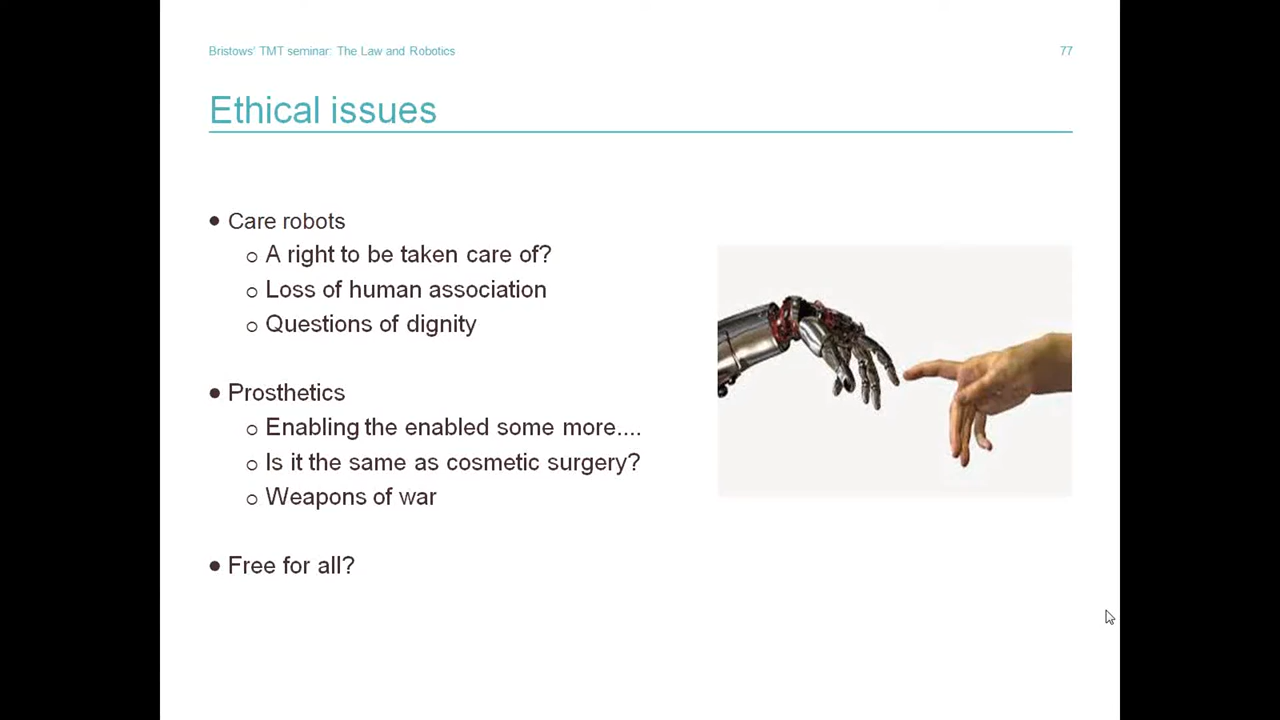 Bristows' TMT seminar: The Law and Robotics
77
Ethical issues
● Care robots
o A right to be taken care of?
o Loss of human association
o Questions of dignity
● Prosthetics
o Enabling the enabled some more....
o Is it the same as cosmetic surgery?
o Weapons of war
● Free for all?